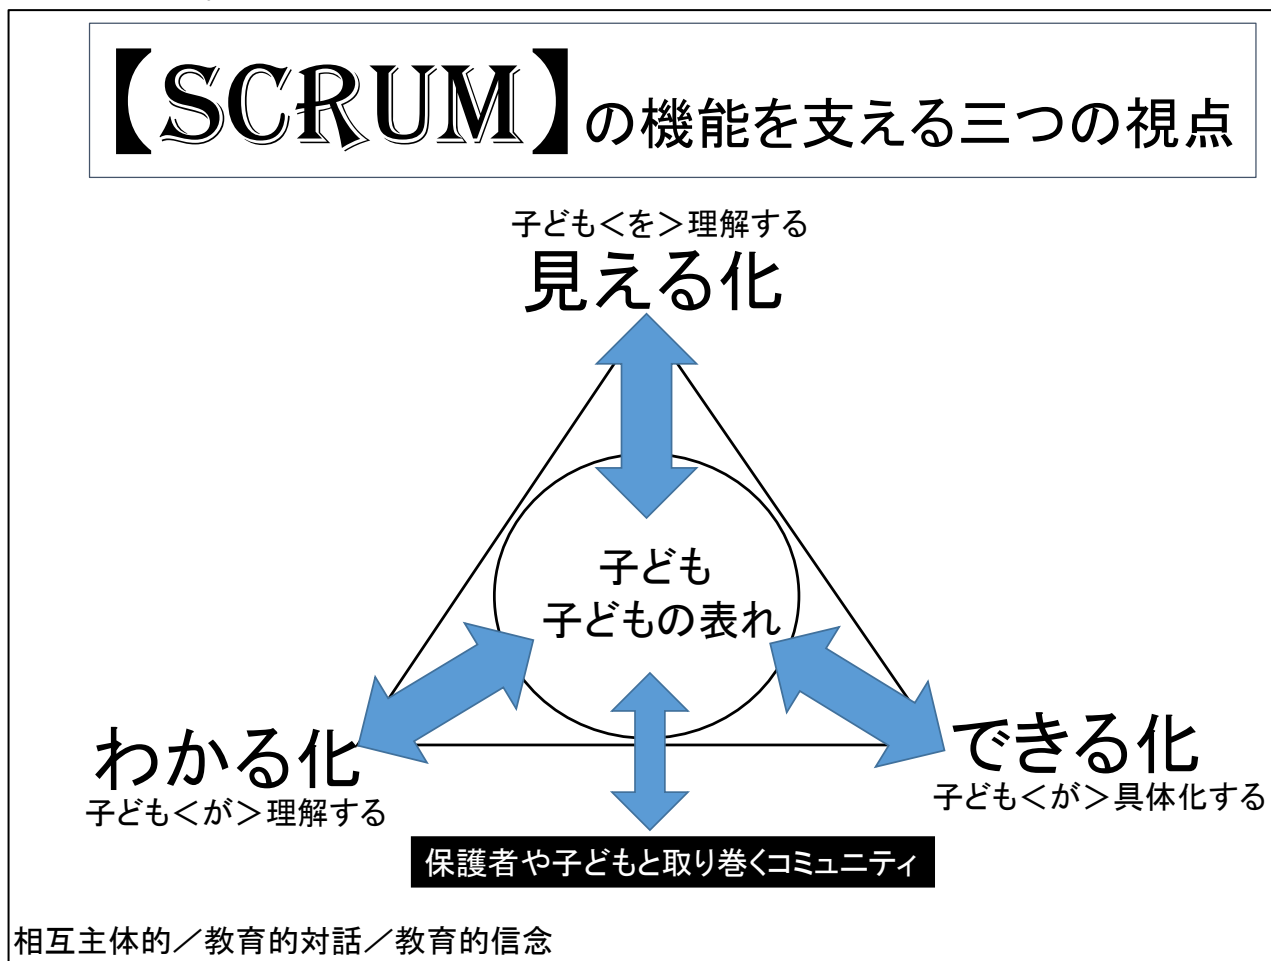 【SCRUM】の機能を支える三つの視点
子ども＜を＞理解する
見える化
子ども
子どもの表れ
わかる化
子ども＜が＞理解する
できる化
子ども＜が＞具体化する
保護者や子どもと取り巻くコミュニティ
相互主体的／教育的対話／教育的信念